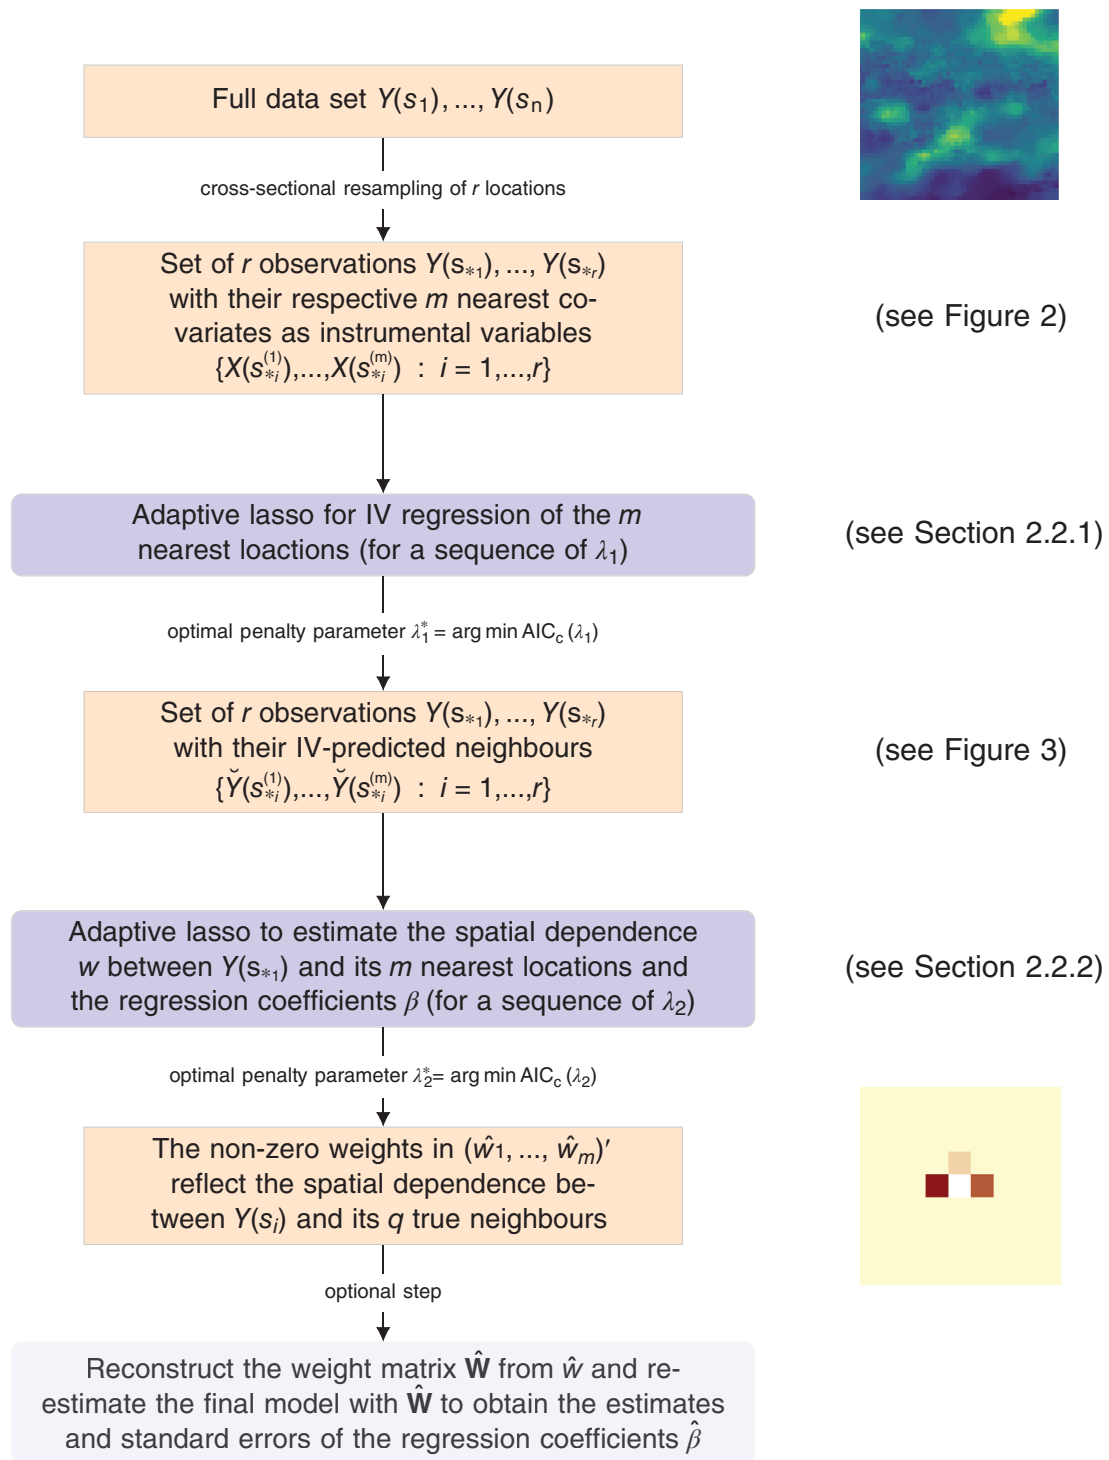 Full data set Y(s₁), ..., Y(sₙ)
cross-sectional resampling of r locations
Set of r observations Y(s∗₁), ..., Y(s∗ᵣ)
with their respective m nearest co-
variates as instrumental variables
{X(s∗ᵢ⁽¹⁾),...,X(s∗ᵢ⁽ᵐ⁾) : i = 1,...,r}
(see Figure 2)
Adaptive lasso for IV regression of the m
nearest loactions (for a sequence of λ₁)
(see Section 2.2.1)
optimal penalty parameter λ₁* = arg min AIC_c (λ₁)
Set of r observations Y(s∗₁), ..., Y(s∗ᵣ)
with their IV-predicted neighbours
{Y̆(s∗ᵢ⁽¹⁾),...,Y̆(s∗ᵢ⁽ᵐ⁾) : i = 1,...,r}
(see Figure 3)
Adaptive lasso to estimate the spatial dependence
w between Y(s∗₁) and its m nearest locations and
the regression coefficients β (for a sequence of λ₂)
(see Section 2.2.2)
optimal penalty parameter λ₂* = arg min AIC_c (λ₂)
The non-zero weights in (ŵ₁, ..., ŵₘ)′
reflect the spatial dependence be-
tween Y(sᵢ) and its q true neighbours
optional step
Reconstruct the weight matrix Ŵ from ŵ and re-
estimate the final model with Ŵ to obtain the estimates
and standard errors of the regression coefficients β̂